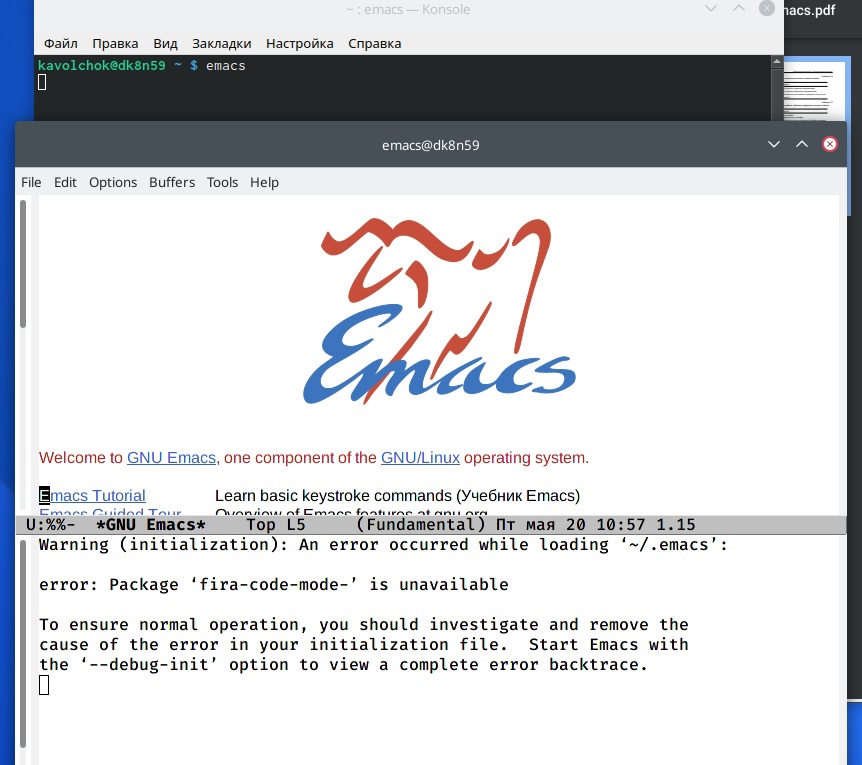 ~ : emacs — Konsole
macs.pdf
Файл Правка Вид Закладки Настройка Справка
kavolchok@dk8n59 ~ $ emacs
emacs@dk8n59
File Edit Options Buffers Tools Help
Emacs
Welcome to GNU Emacs, one component of the GNU/Linux operating system.
Emacs Tutorial Learn basic keystroke commands (Учебник Emacs)
Emacs Guided Tour Overview of Emacs features at gnu.org
U:%%- *GNU Emacs* Top L5 (Fundamental) Пт мая 20 10:57 1.15
Warning (initialization): An error occurred while loading ‘~/.emacs’:
error: Package ‘fira-code-mode-’ is unavailable
To ensure normal operation, you should investigate and remove the
cause of the error in your initialization file. Start Emacs with
the ‘--debug-init’ option to view a complete error backtrace.